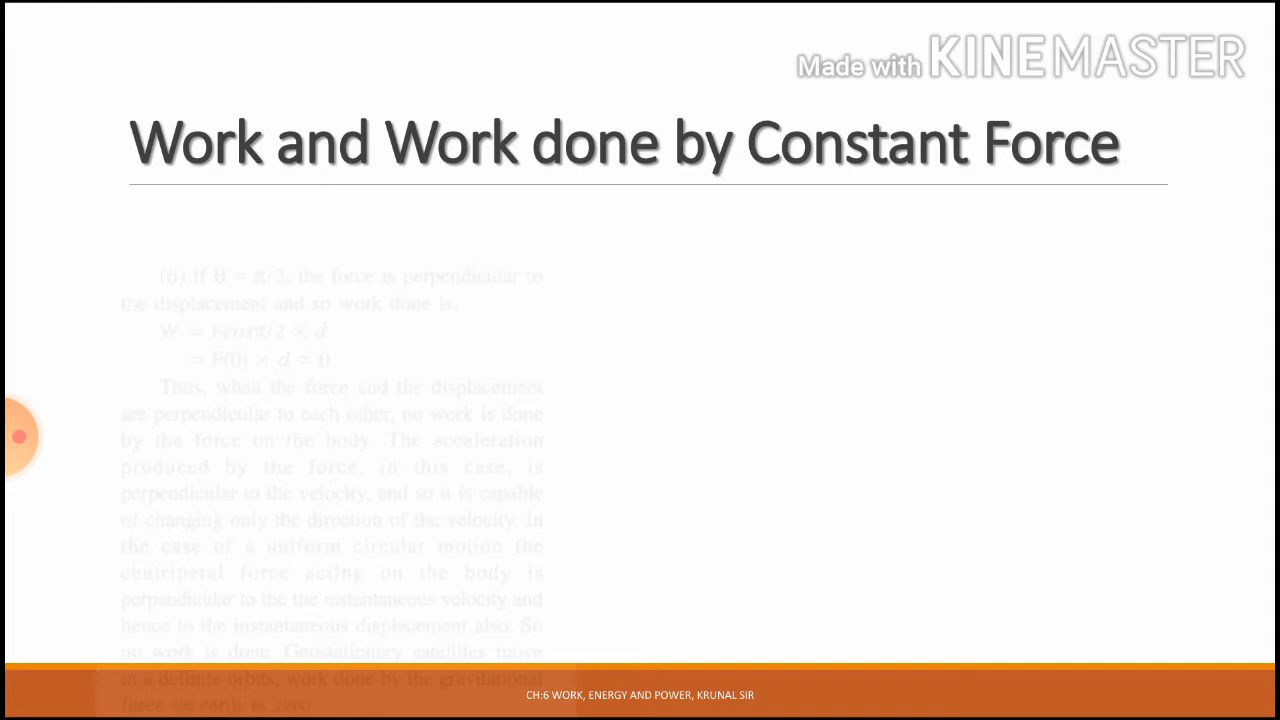 Made with KINEMASTER
Work and Work done by Constant Force
(ii) If θ = π/2, the force is perpendicular to
the displacement and so work done is,
W = Fcosπ/2 × d
= F(0) × d = 0
Thus, when the force and the displacement
are perpendicular to each other, no work is done
by the force on the body. The acceleration
produced by the force, in this case, is
perpendicular to the velocity, and so it is capable
of changing only the direction of the velocity. In
the case of a uniform circular motion the
centripetal force acting on the body is
perpendicular to the the instantaneous velocity and
hence to the instantaneous displacement also. So
no work is done. Geostationary satellites move
in a definte orbits, work done by the gravitational
force on earth is zero
CH:6 WORK, ENERGY AND POWER, KRUNAL SIR